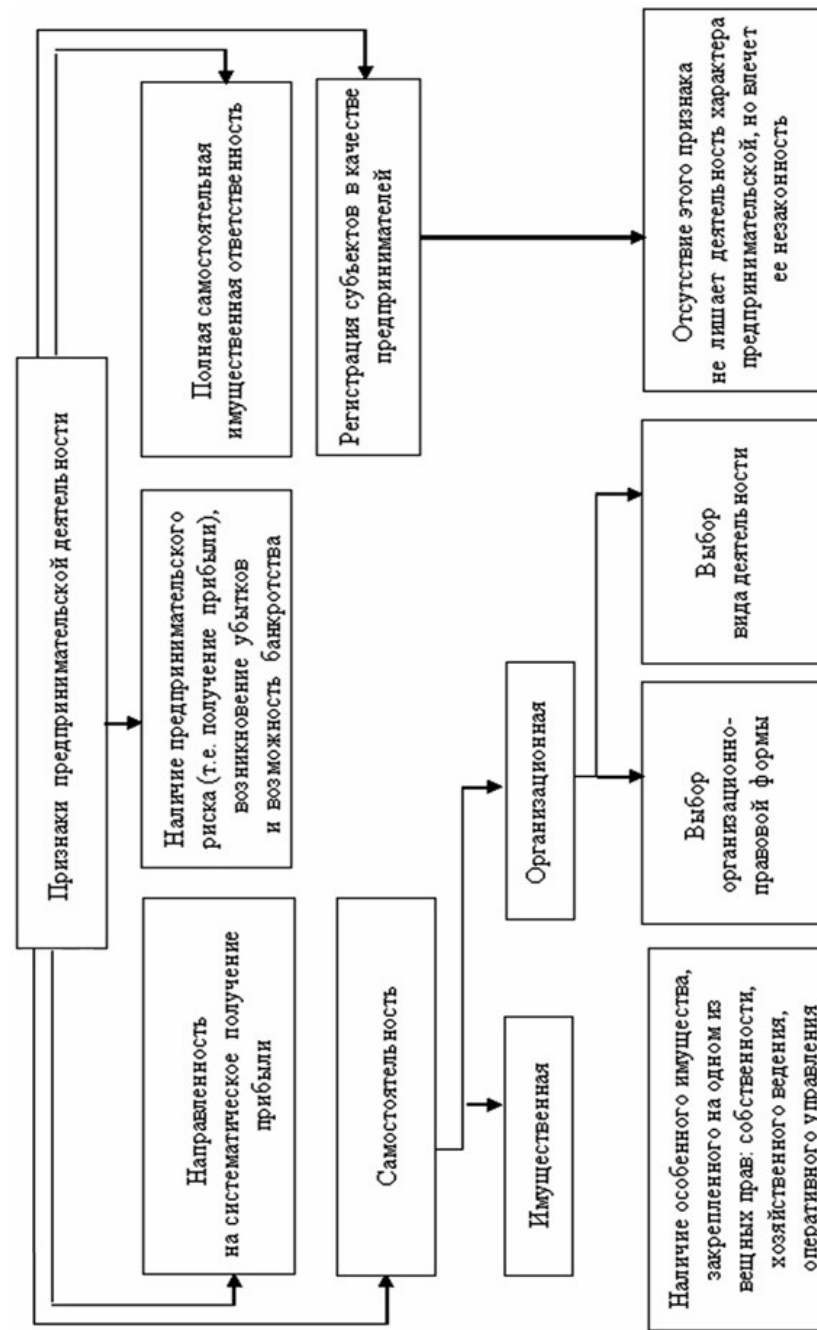 Признаки предпринимательской деятельности
Направленность
на систематическое получение
прибыли
Наличие предпринимательского
риска (т.е. получение прибыли),
возникновение убытков
и возможность банкротства
Полная самостоятельная
имущественная ответственность
Самостоятельность
Регистрация субъектов в качестве
предпринимателей
Имущественная
Организационная
Наличие особенного имущества,
закрепленного на одном из
вещных прав: собственности,
хозяйственного ведения,
оперативного управления
Выбор
организационно-
правовой формы
Выбор
вида деятельности
Отсутствие этого признака
не лишает деятельность характера
предпринимательской, но влечет
ее незаконность